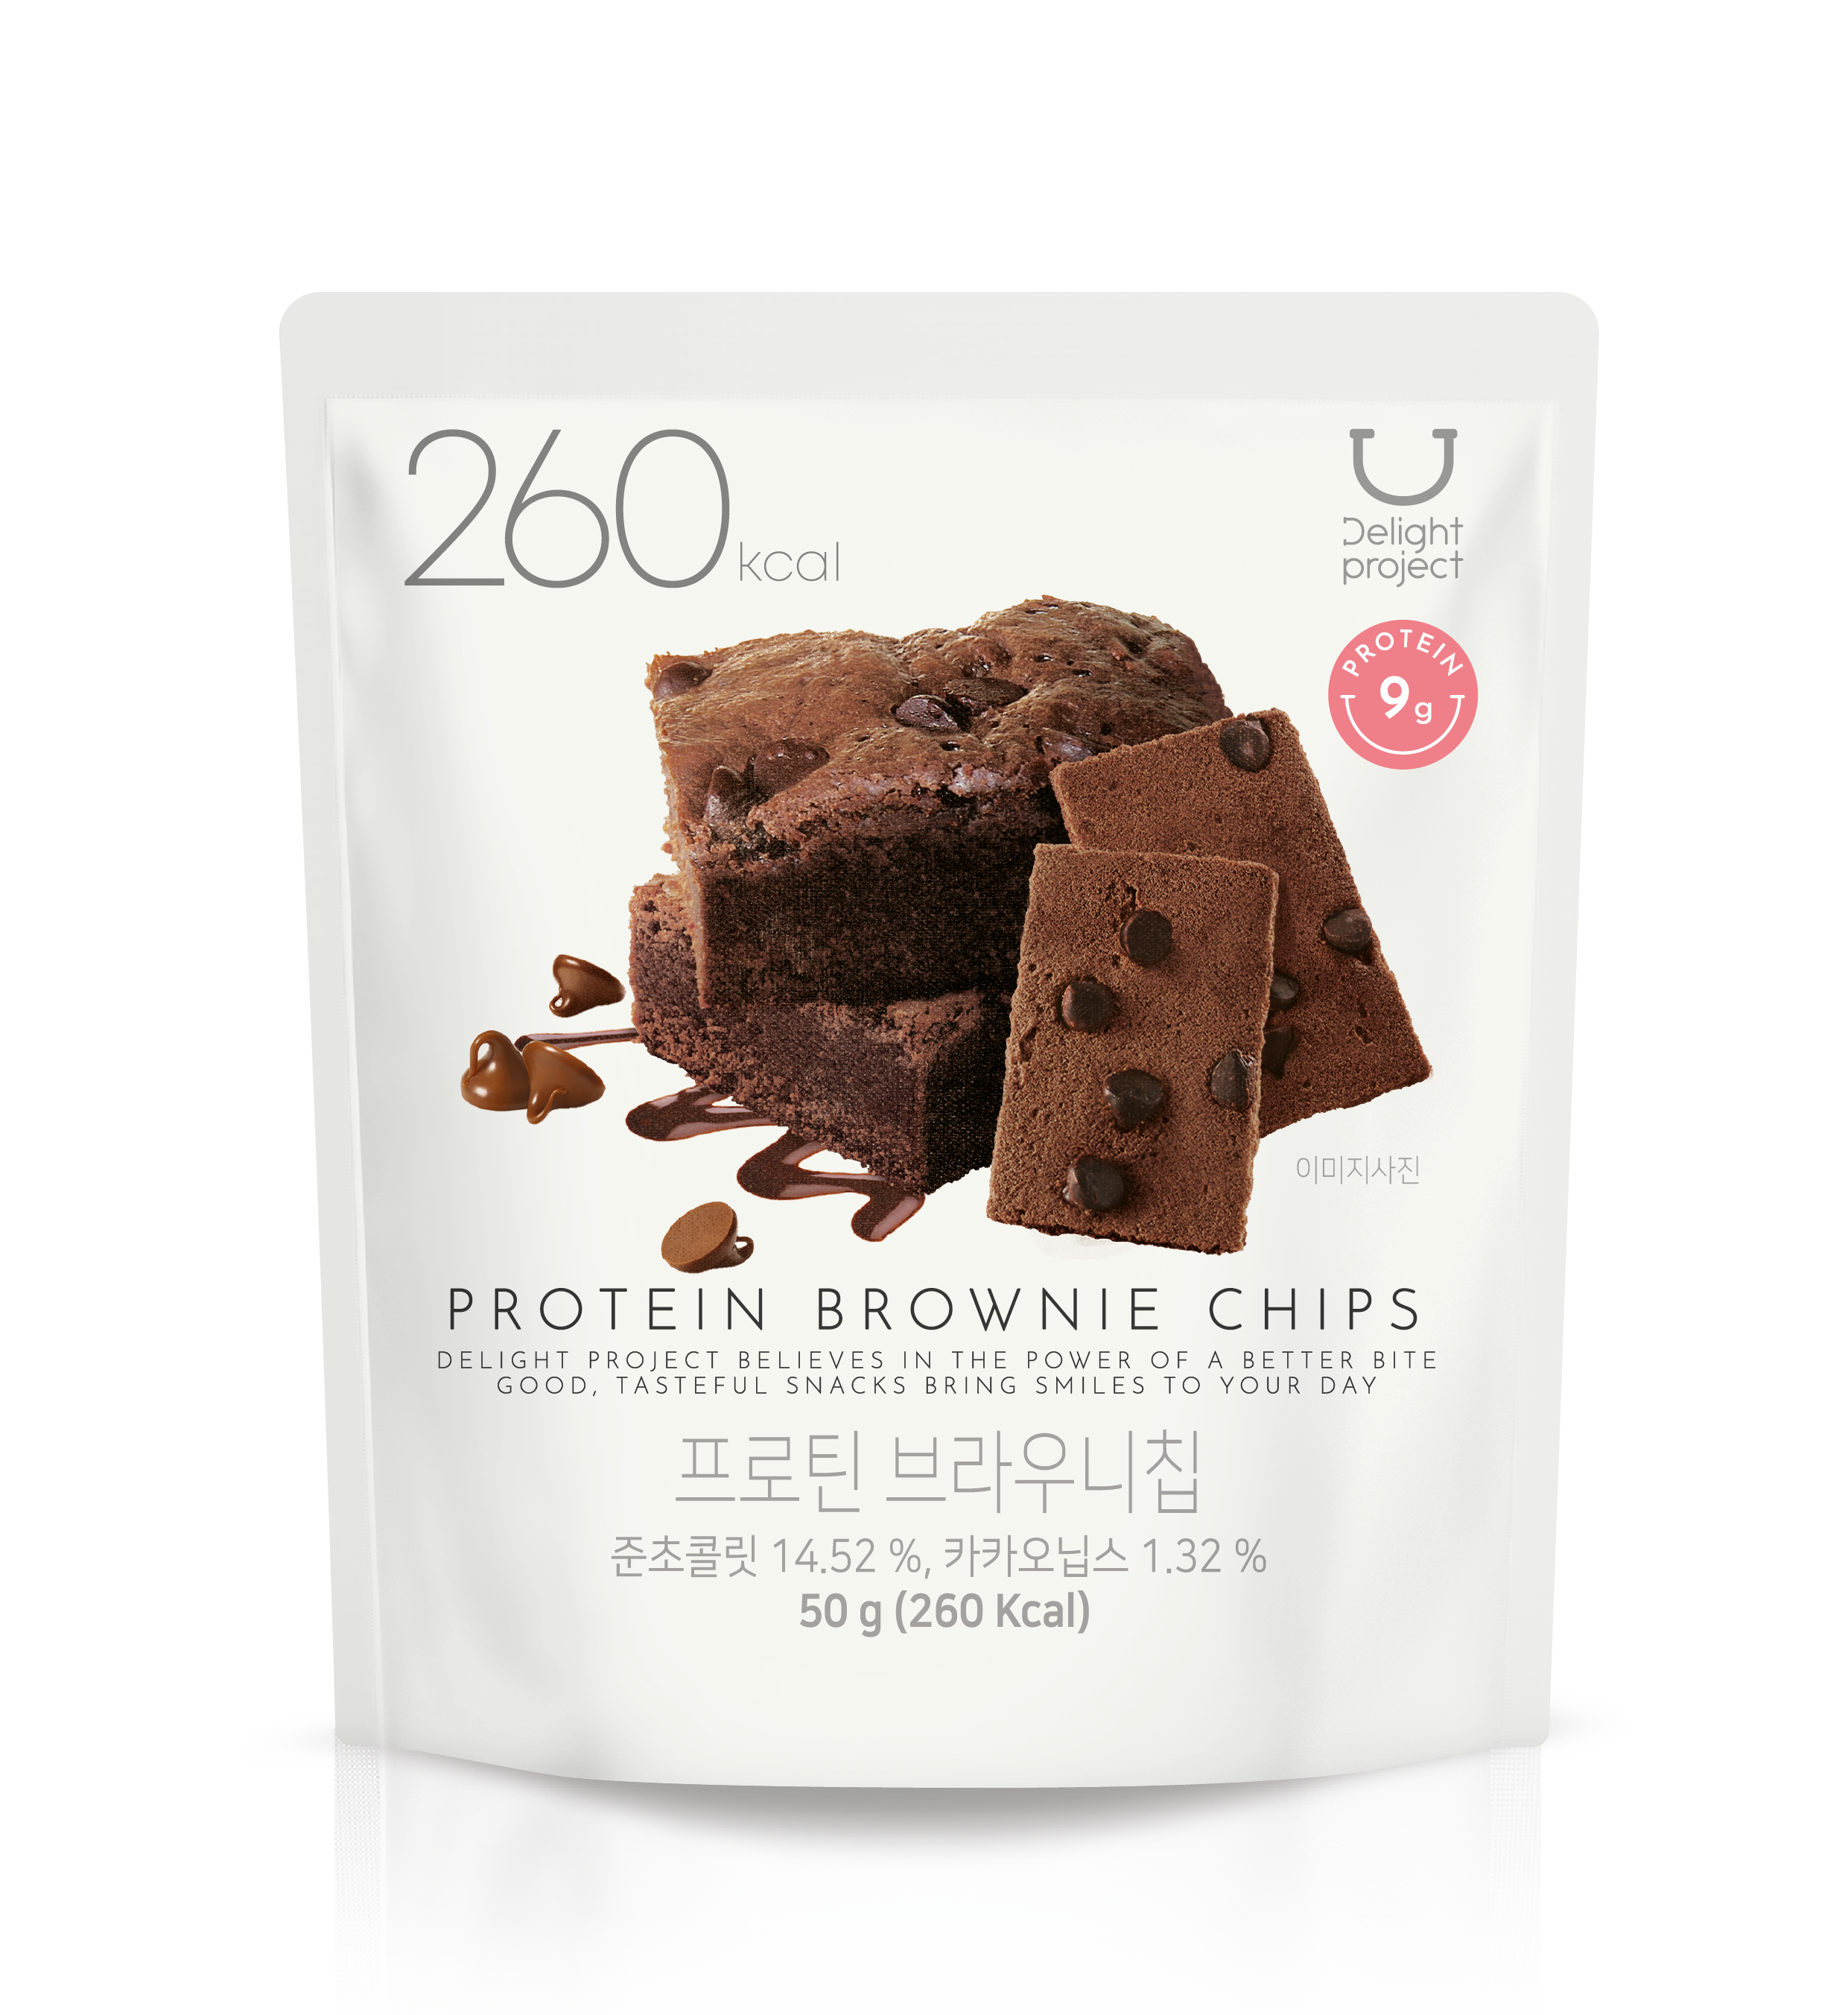 260 kcal
Delight
project
PROTEIN
9 g
이미지사진
PROTEIN BROWNIE CHIPS
DELIGHT PROJECT BELIEVES IN THE POWER OF A BETTER BITE
GOOD, TASTEFUL SNACKS BRING SMILES TO YOUR DAY
프로틴 브라우니칩
준초콜릿 14.52 %, 카카오닙스 1.32 %
50 g (260 Kcal)